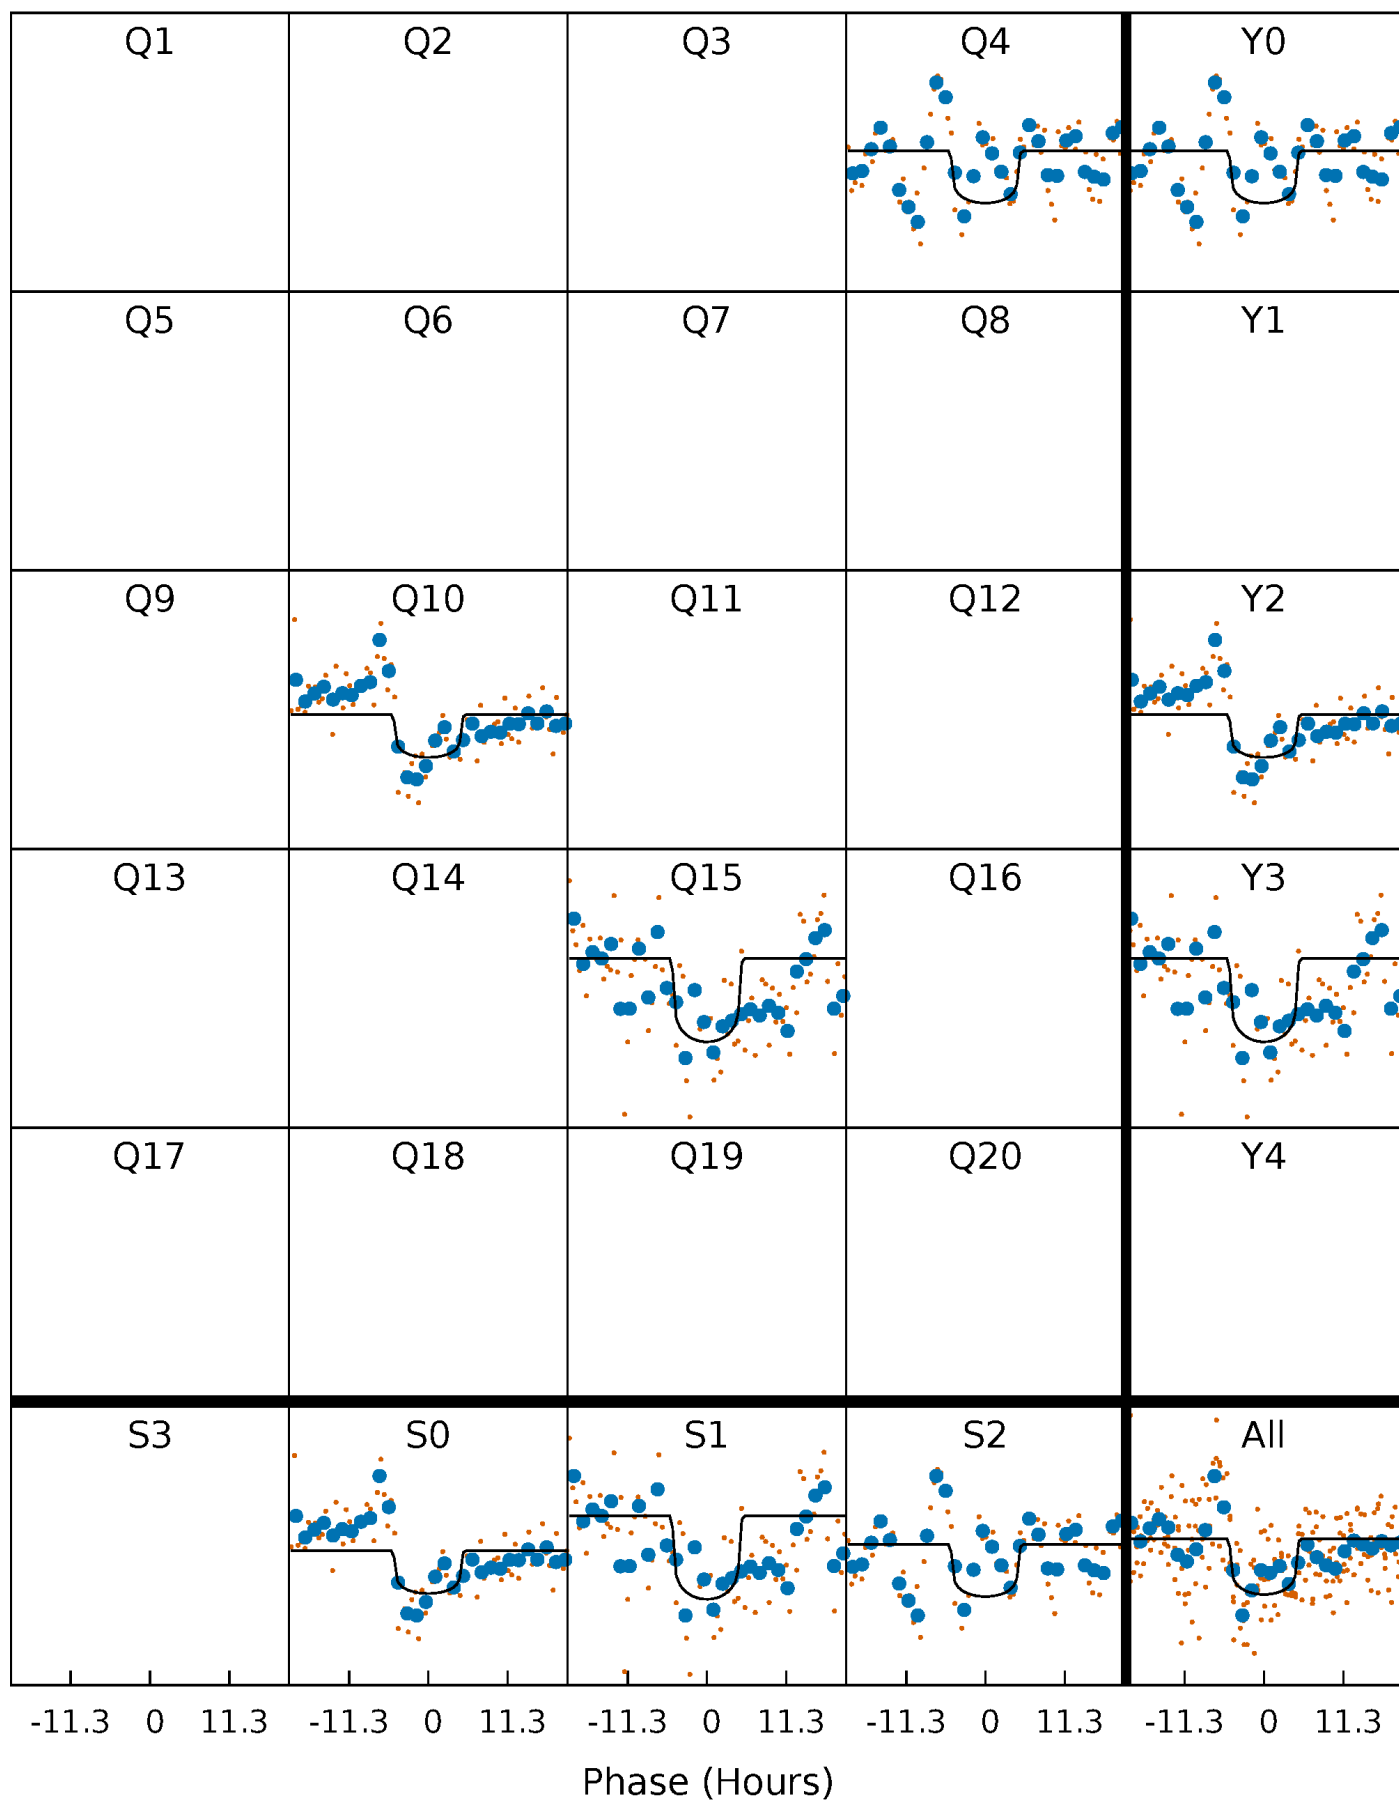 Q1 Q2 Q3 Q4 Y0
Q5 Q6 Q7 Q8 Y1
Q9 Q10 Q11 Q12 Y2
Q13 Q14 Q15 Q16 Y3
Q17 Q18 Q19 Q20 Y4
S3 S0 S1 S2 All
-11.3 0 11.3 -11.3 0 11.3 -11.3 0 11.3 -11.3 0 11.3 -11.3 0 11.3
Phase (Hours)